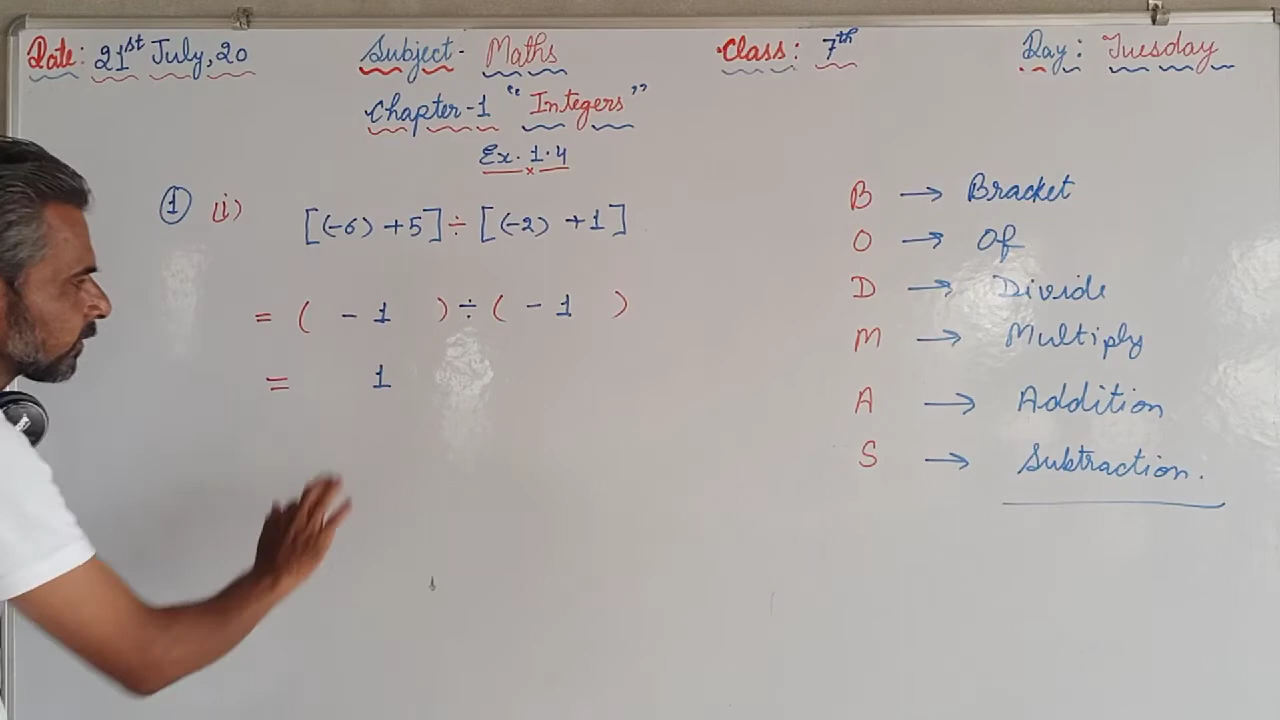 Date: 21st July, 20 Subject- Maths Class: 7th Day: Tuesday
Chapter-1 "Integers"
Ex. 1.4
① (i) [(-6) +5] ÷ [(-2) +1]
= ( -1 ) ÷ ( -1 )
= 1
B → Bracket
O → Of
D → Divide
M → Multiply
A → Addition
S → Subtraction.